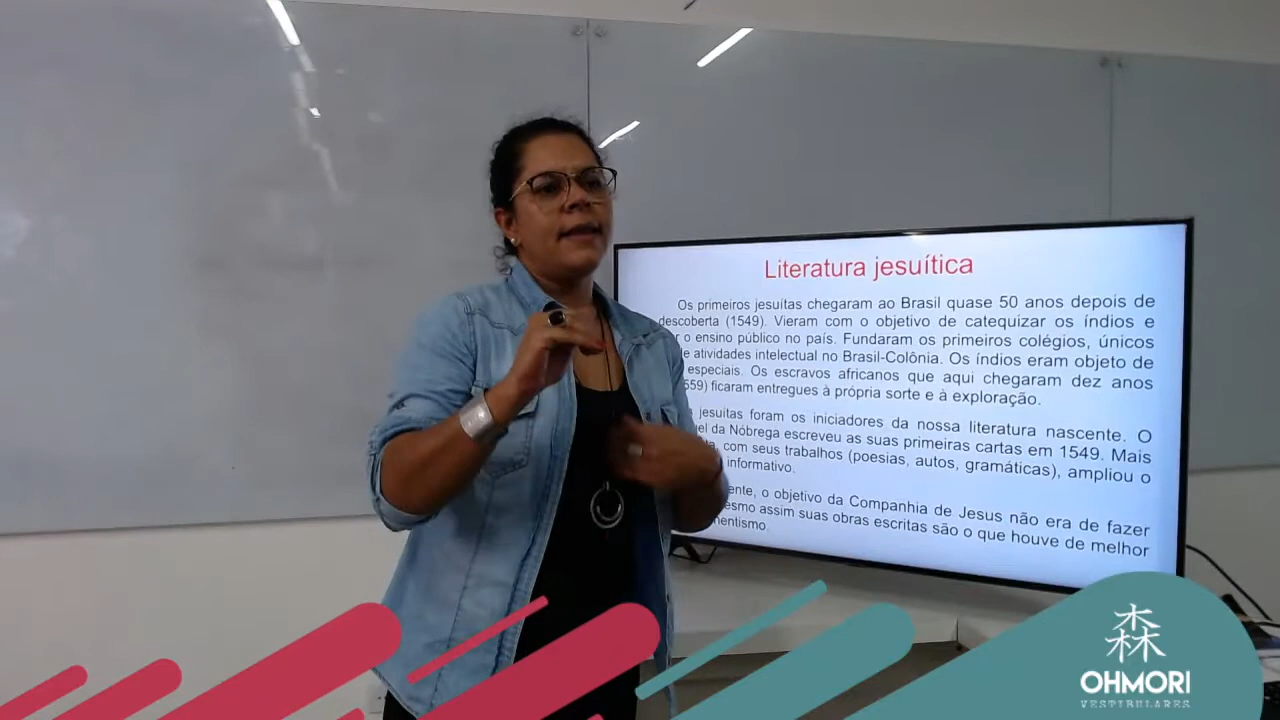 Literatura jesuítica
Os primeiros jesuítas chegaram ao Brasil quase 50 anos depois de
descoberta (1549). Vieram com o objetivo de catequizar os índios e
o ensino público no país. Fundaram os primeiros colégios, únicos
atividades intelectual no Brasil-Colônia. Os índios eram objeto de
especiais. Os escravos africanos que aqui chegaram dez anos
ficaram entregues à própria sorte e à exploração.
jesuitas foram os iniciadores da nossa literatura nascente. O
da Nóbrega escreveu as suas primeiras cartas em 1549. Mais
com seus trabalhos (poesias, autos, gramáticas), ampliou o
informativo.
o objetivo da Companhia de Jesus não era de fazer
assim suas obras escritas são o que houve de melhor
森
OHMORI
VESTIBULARES